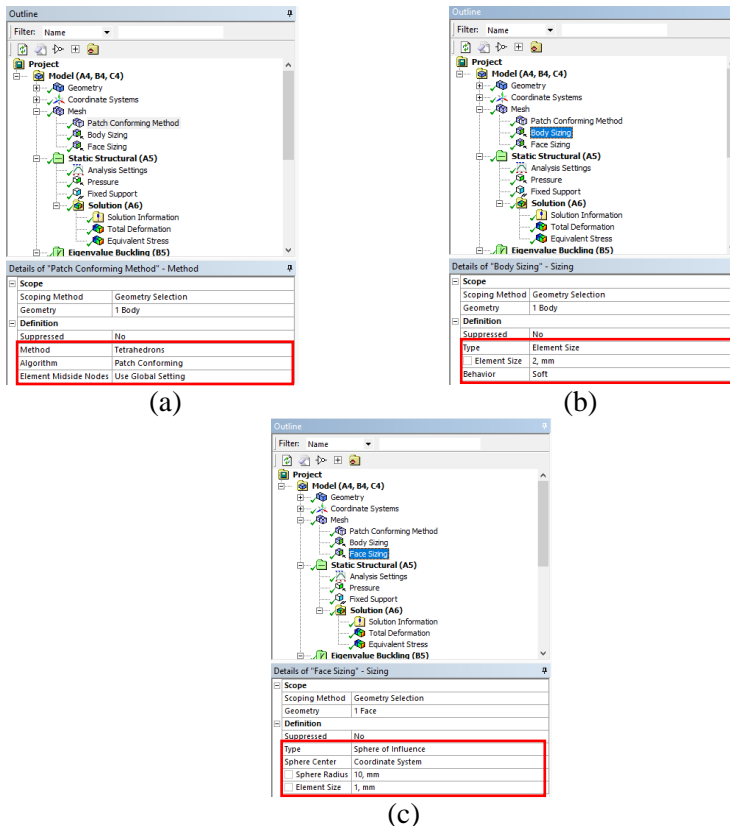 Outline
Filter: Name
Project
Model (A4, B4, C4)
Geometry
Coordinate Systems
Mesh
Patch Conforming Method
Body Sizing
Face Sizing
Static Structural (A5)
Analysis Settings
Pressure
Fixed Support
Solution (A6)
Solution Information
Total Deformation
Equivalent Stress
Eigenvalue Buckling (B5)
Details of "Patch Conforming Method" - Method
Scope
Scoping Method Geometry Selection
Geometry 1 Body
Definition
Suppressed No
Method Tetrahedrons
Algorithm Patch Conforming
Element Midside Nodes Use Global Setting
(a)
Outline
Filter: Name
Project
Model (A4, B4, C4)
Geometry
Coordinate Systems
Mesh
Patch Conforming Method
Body Sizing
Face Sizing
Static Structural (A5)
Analysis Settings
Pressure
Fixed Support
Solution (A6)
Solution Information
Total Deformation
Equivalent Stress
Eigenvalue Buckling (B5)
Details of "Body Sizing" - Sizing
Scope
Scoping Method Geometry Selection
Geometry 1 Body
Definition
Suppressed No
Type Element Size
Element Size 2, mm
Behavior Soft
(b)
Outline
Filter: Name
Project
Model (A4, B4, C4)
Geometry
Coordinate Systems
Mesh
Patch Conforming Method
Body Sizing
Face Sizing
Static Structural (A5)
Analysis Settings
Pressure
Fixed Support
Solution (A6)
Solution Information
Total Deformation
Equivalent Stress
Eigenvalue Buckling (B5)
Details of "Face Sizing" - Sizing
Scope
Scoping Method Geometry Selection
Geometry 1 Face
Definition
Suppressed No
Type Sphere of Influence
Sphere Center Coordinate System
Sphere Radius 10, mm
Element Size 1, mm
(c)